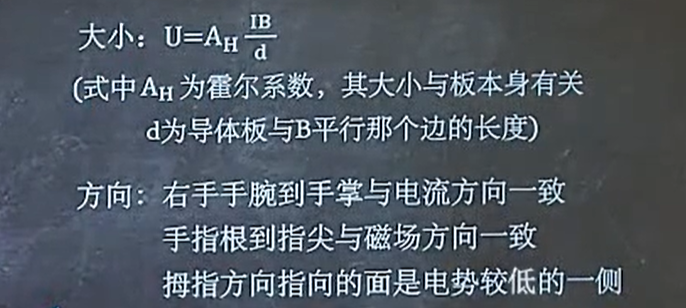 大小：U=A_H IB/d
(式中A_H为霍尔系数，其大小与板本身有关
d为导体板与B平行那个边的长度)
方向：右手手腕到手掌与电流方向一致
手指根到指尖与磁场方向一致
拇指方向指向的面是电势较低的一侧